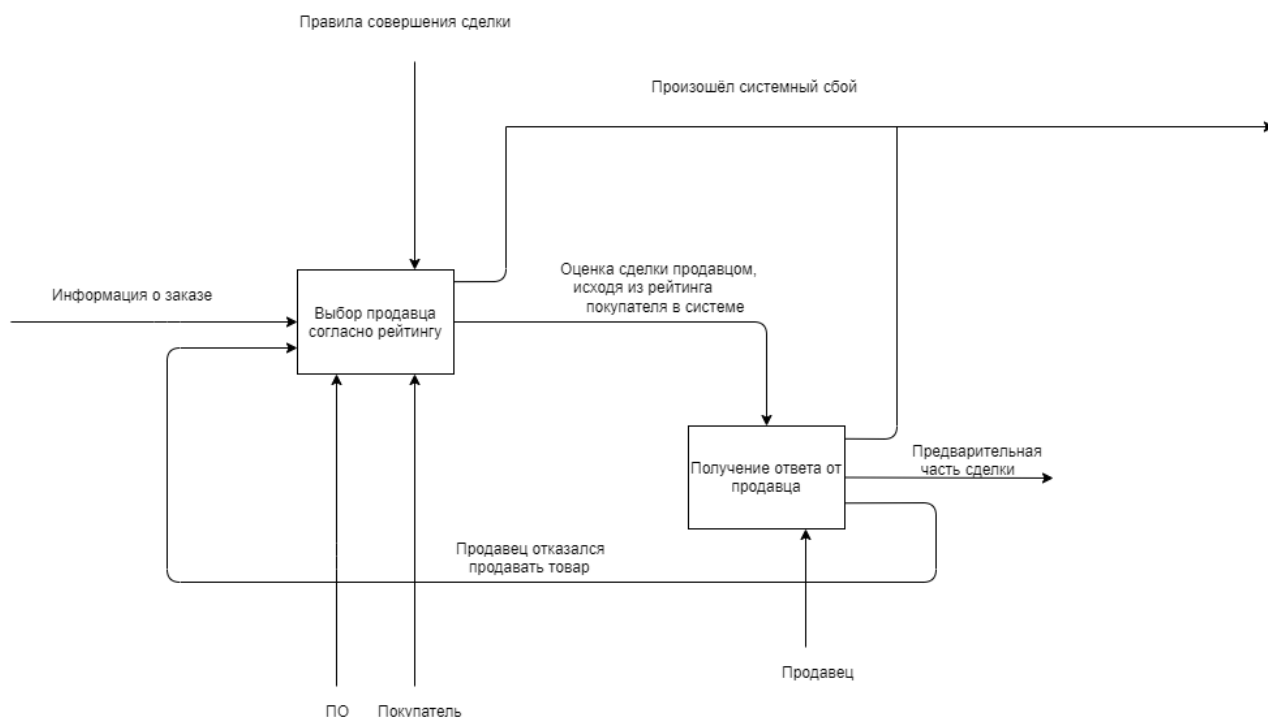 Правила совершения сделки
Произошёл системный сбой
Оценка сделки продавцом,
исходя из рейтинга
покупателя в системе
Информация о заказе
Выбор продавца
согласно рейтингу
Предварительная
часть сделки
Получение ответа от
продавца
Продавец отказался
продавать товар
Продавец
ПО
Покупатель